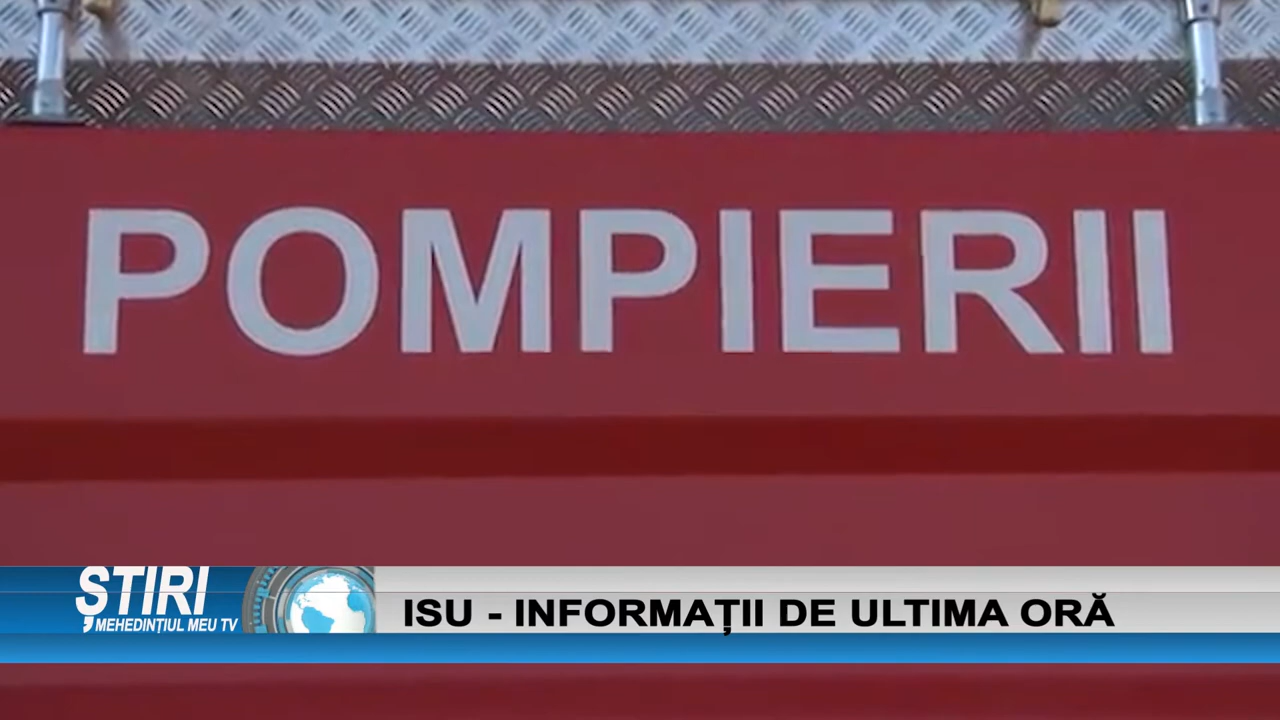 POMPIERII
ȘTIRI
MEHEDINȚIUL MEU TV
ISU - INFORMAȚII DE ULTIMA ORĂ